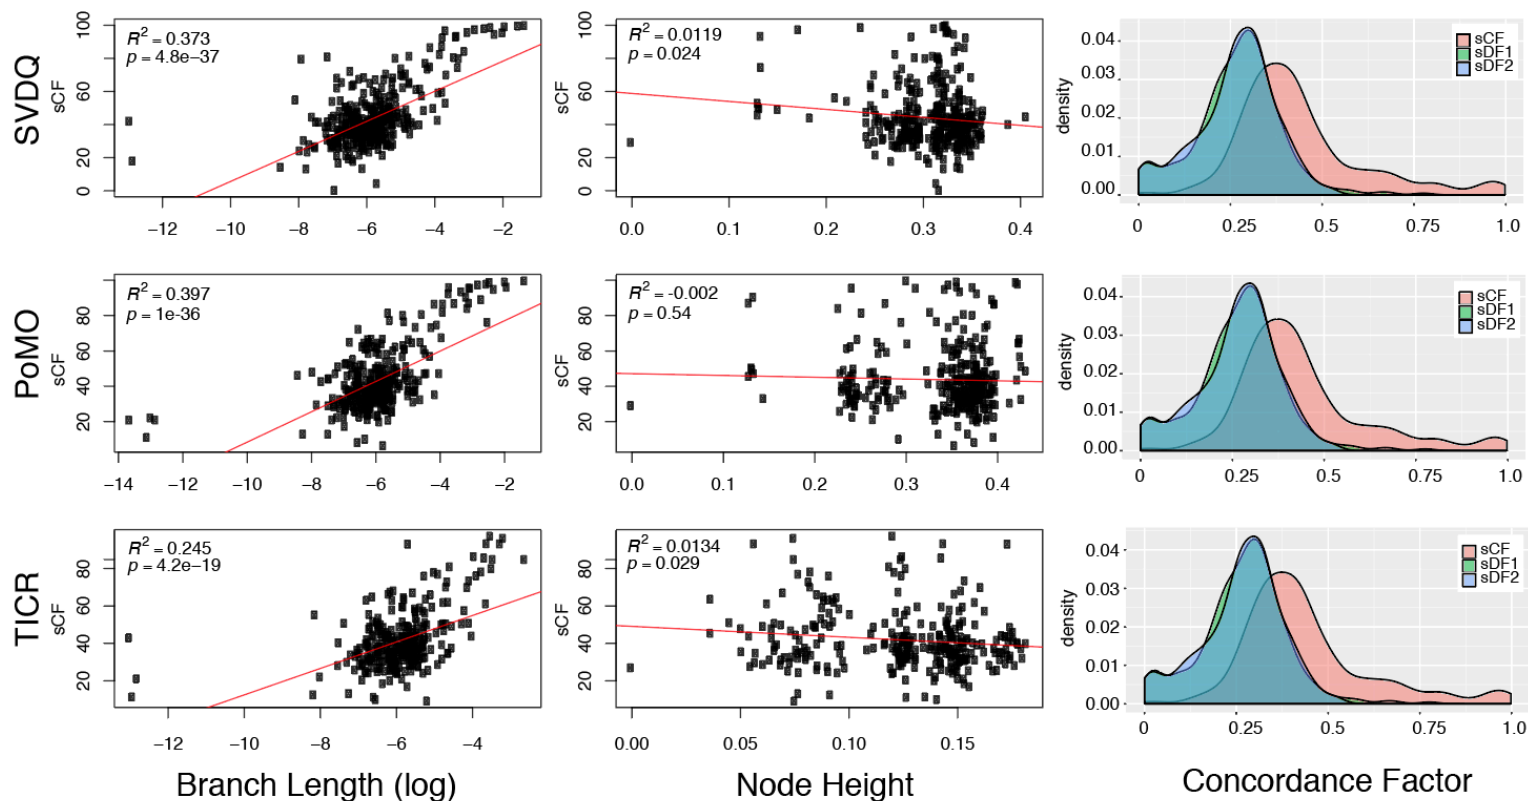 SVDQ
sCF
100
60
20
0
R² = 0.373
p = 4.8e−37
−12 −10 −8 −6 −4 −2
sCF
100
80
60
40
20
0
R² = 0.0119
p = 0.024
0.0 0.1 0.2 0.3 0.4
density
0.04
0.03
0.01
0.00
sCF
sDF1
sDF2
0 0.25 0.5 0.75 1.0
PoMO
sCF
80
60
40
20
R² = 0.397
p = 1e-36
−14 −12 −10 −8 −6 −4 −2
sCF
80
60
40
20
R² = -0.002
p = 0.54
0.0 0.1 0.2 0.3 0.4
density
0.04
0.03
0.01
0.00
sCF
sDF1
sDF2
0 0.25 0.5 0.75 1.0
TICR
sCF
80
60
40
20
R² = 0.245
p = 4.2e−19
−12 −10 −8 −6 −4
sCF
80
60
40
20
R² = 0.0134
p = 0.029
0.00 0.05 0.10 0.15
density
0.04
0.03
0.01
0.00
sCF
sDF1
sDF2
0 0.25 0.5 0.75 1.0
Branch Length (log)
Node Height
Concordance Factor